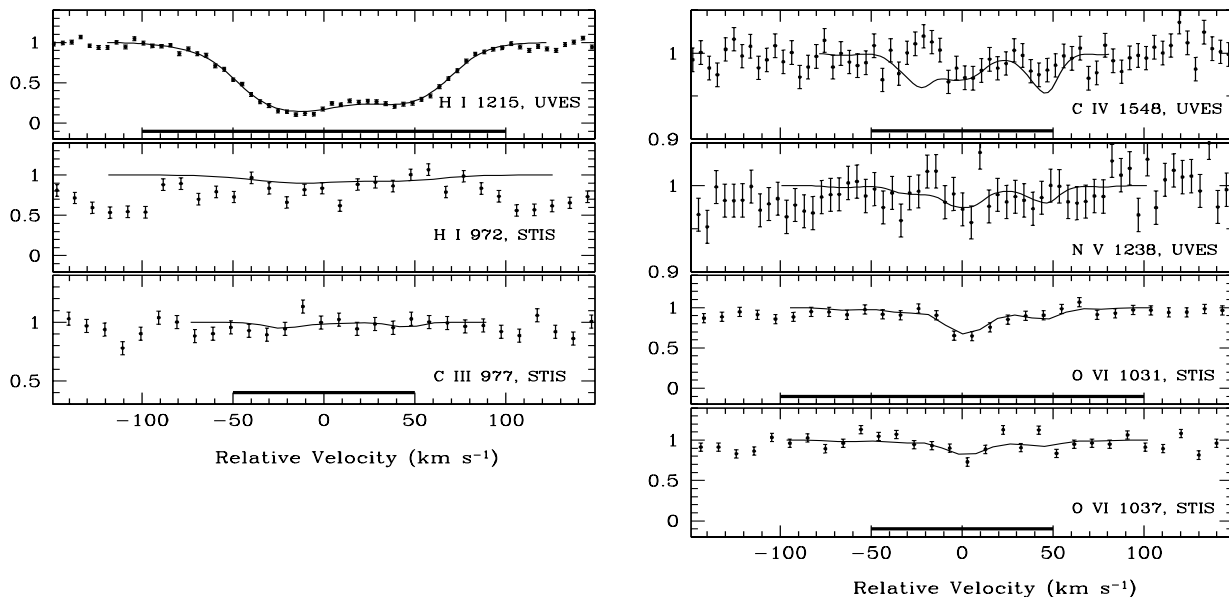 1
0.5
0
H I 1215, UVES
1
0.5
0
H I 972, STIS
1
0.5
C III 977, STIS
−100 −50 0 50 100
Relative Velocity (km s⁻¹)
1
0.9
C IV 1548, UVES
1
0.9
N V 1238, UVES
1
0.5
0
O VI 1031, STIS
1
0.5
0
O VI 1037, STIS
−100 −50 0 50 100
Relative Velocity (km s⁻¹)